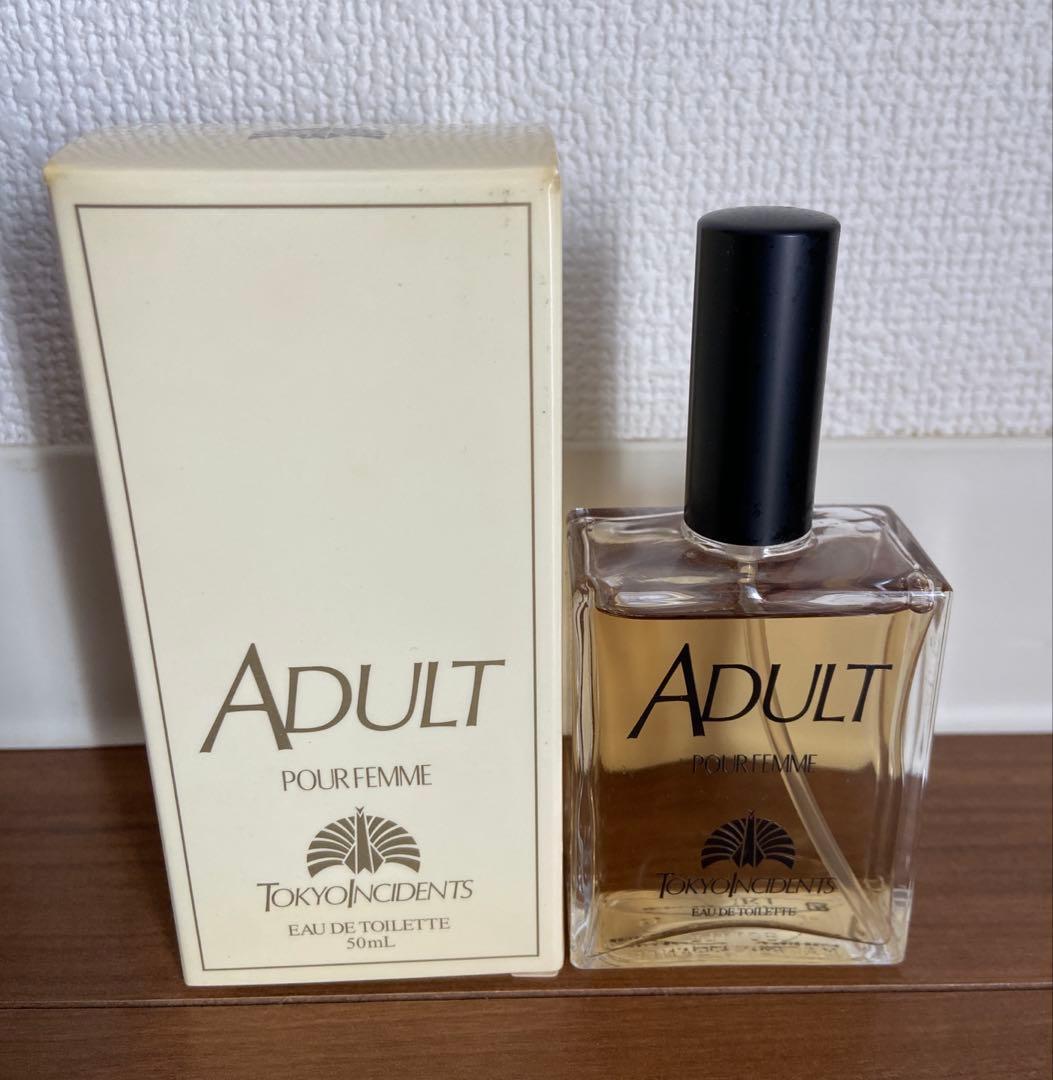 ADULT
POUR FEMME
TOKYO INCIDENTS
EAU DE TOILETTE
50mL
ADULT
POUR FEMME
TOKYO INCIDENTS
EAU DE TOILETTE